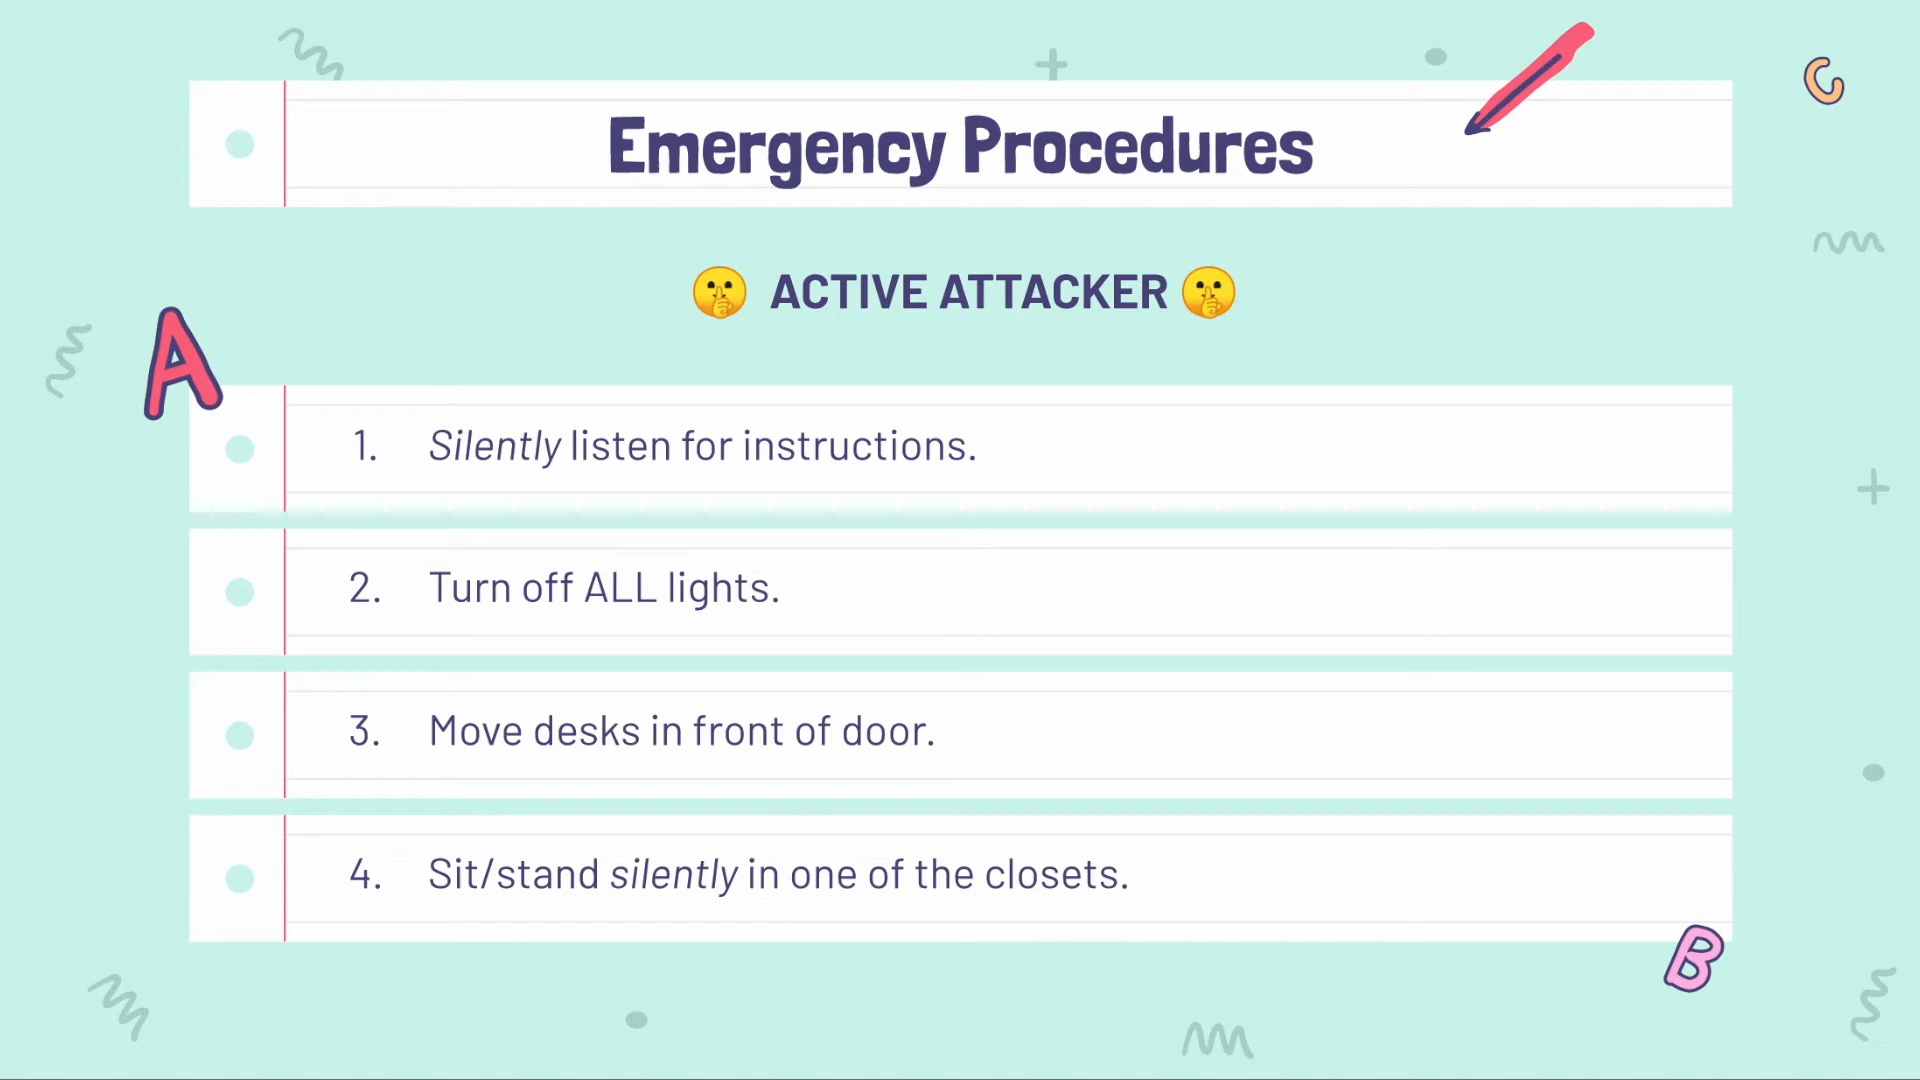 C
Emergency Procedures
🤫 ACTIVE ATTACKER 🤫
A
1. Silently listen for instructions.
2. Turn off ALL lights.
3. Move desks in front of door.
4. Sit/stand silently in one of the closets.
B